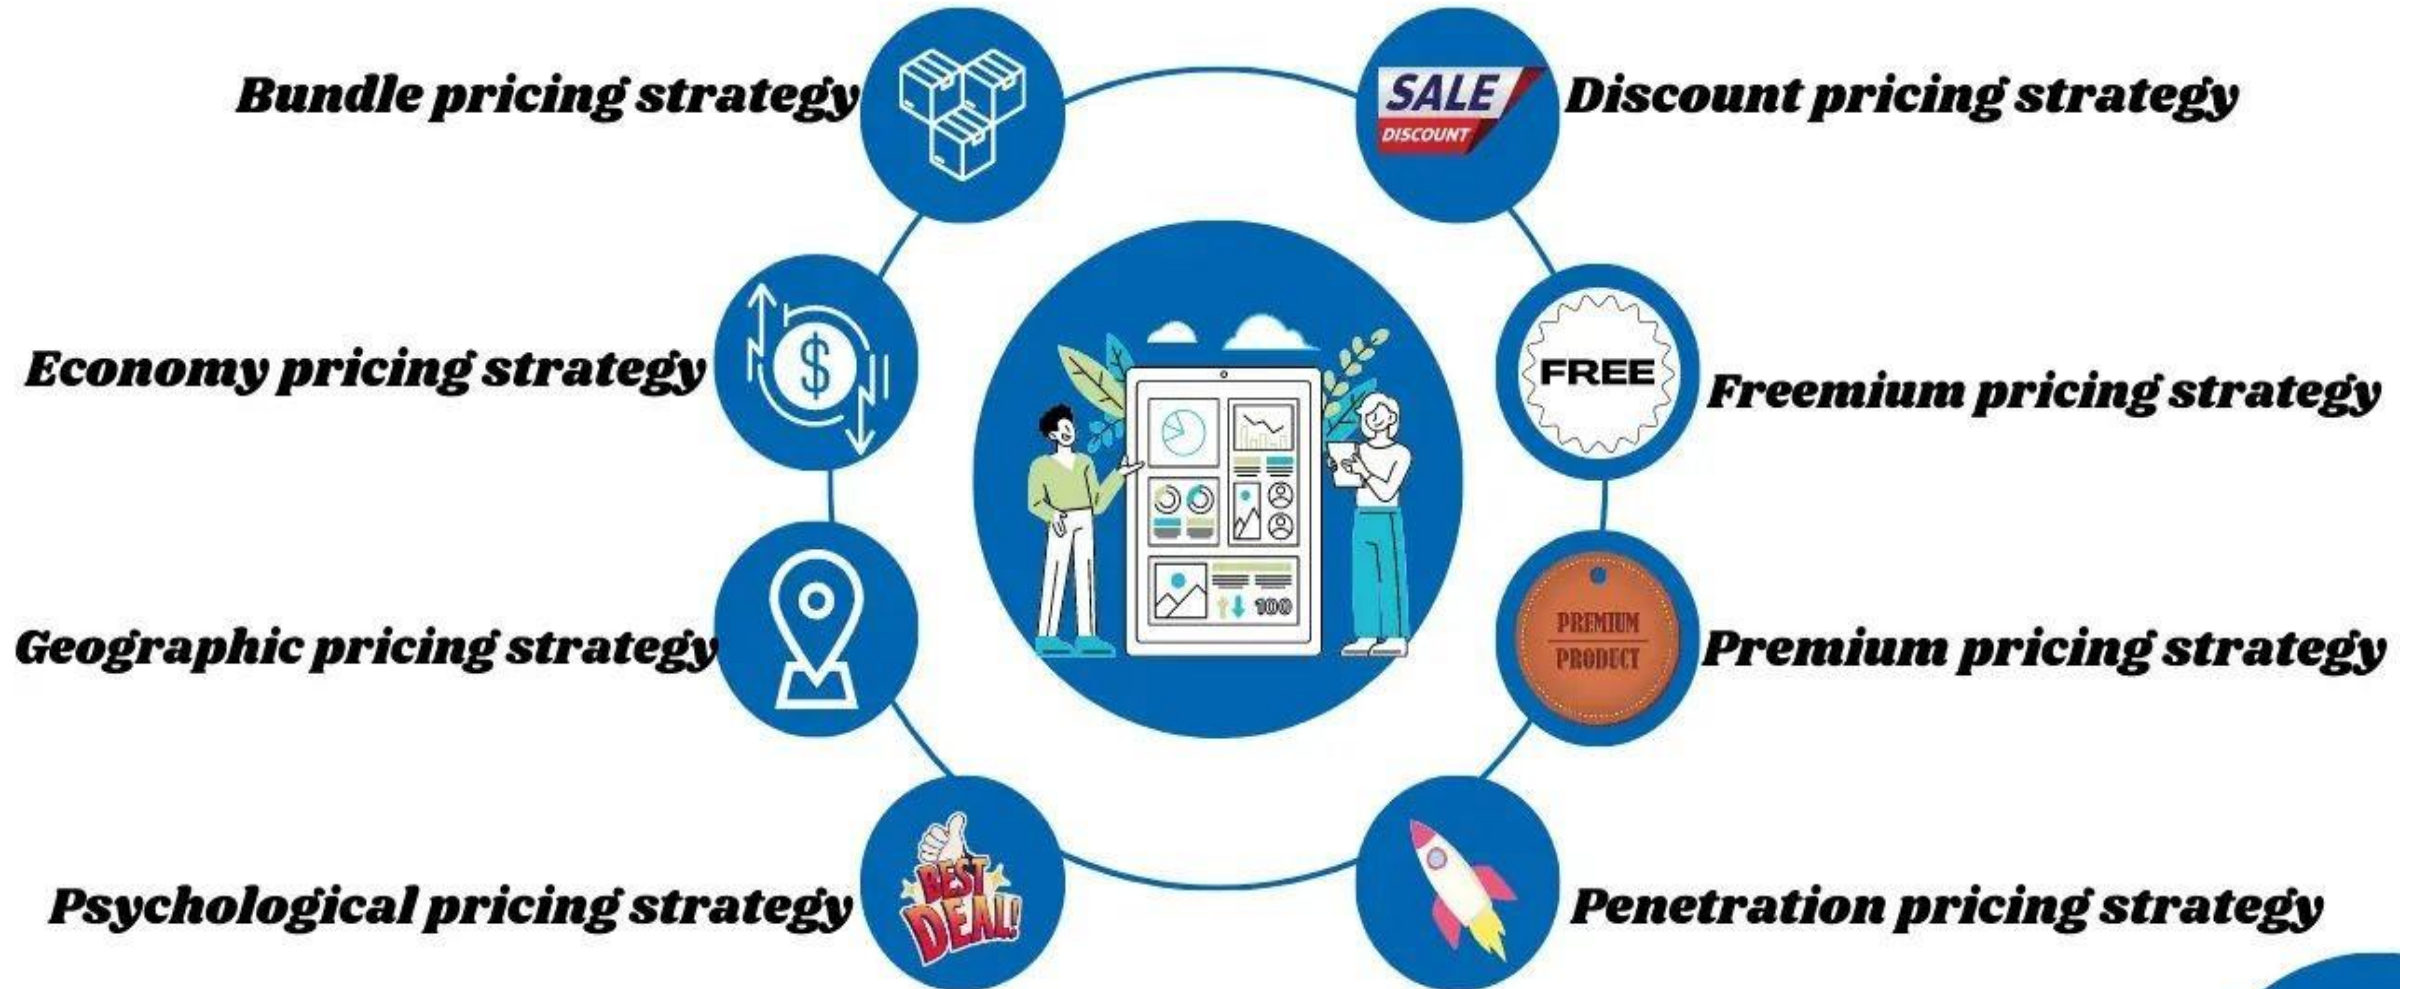 Bundle pricing strategy
SALE
DISCOUNT
Discount pricing strategy
Economy pricing strategy
$
FREE
Freemium pricing strategy
100
Geographic pricing strategy
PREMIUM
PRODUCT
Premium pricing strategy
Psychological pricing strategy
BEST
DEAL!
Penetration pricing strategy